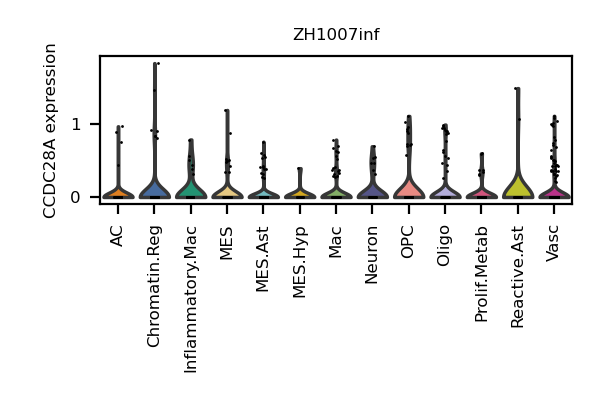 ZH1007inf
CCDC28A expression
1
0
AC
Chromatin.Reg
Inflammatory.Mac
MES
MES.Ast
MES.Hyp
Mac
Neuron
OPC
Oligo
Prolif.Metab
Reactive.Ast
Vasc